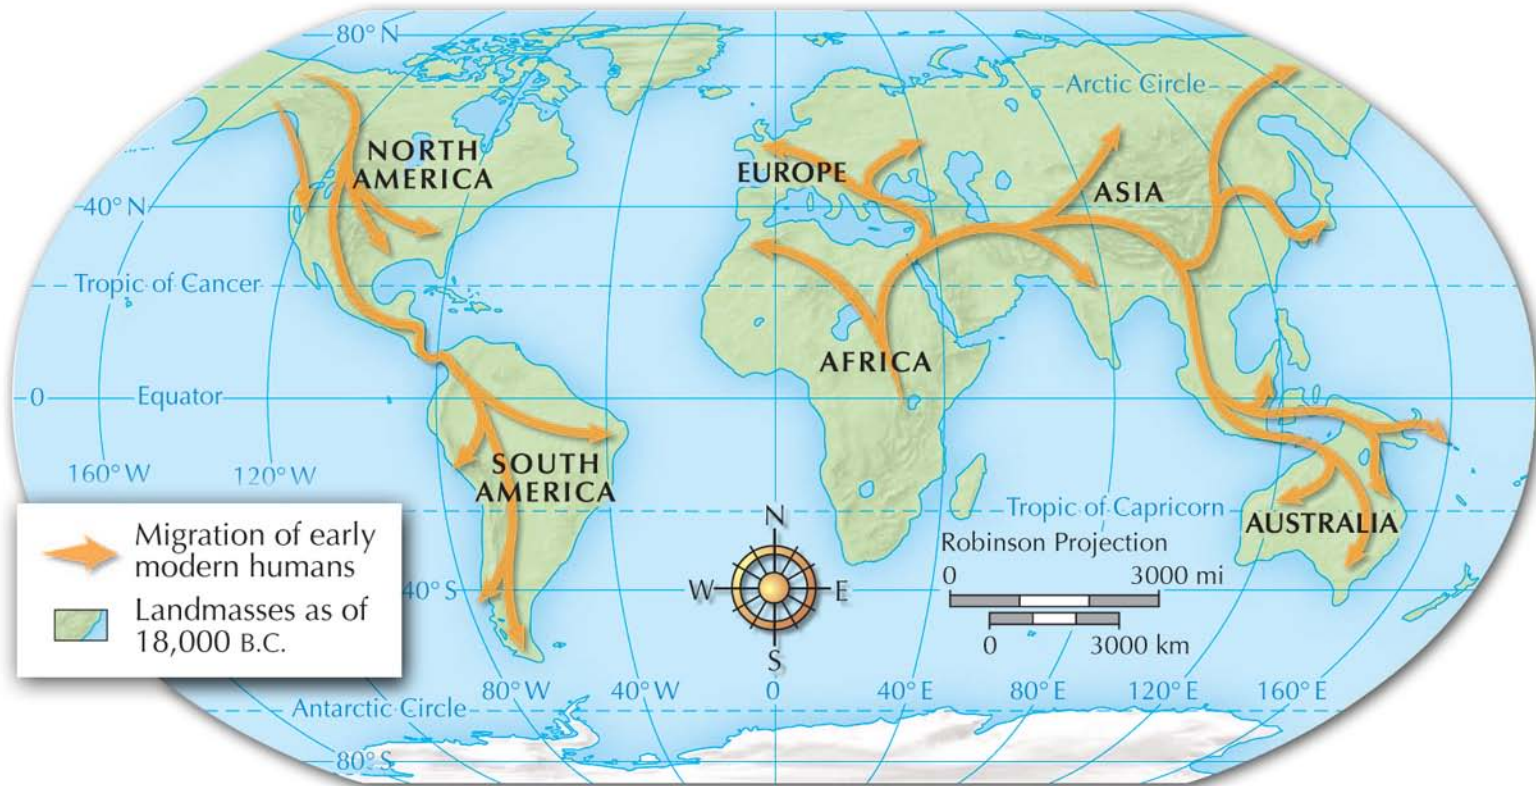 80° N
Arctic Circle
NORTH
AMERICA
EUROPE
ASIA
40° N
Tropic of Cancer
AFRICA
0
Equator
160° W
120° W
SOUTH
AMERICA
Tropic of Capricorn
AUSTRALIA
Robinson Projection
0
3000 mi
0
3000 km
N
W
E
S
Migration of early
modern humans
Landmasses as of
18,000 B.C.
40° S
80° W
40° W
0
40° E
80° E
120° E
160° E
Antarctic Circle
80° S